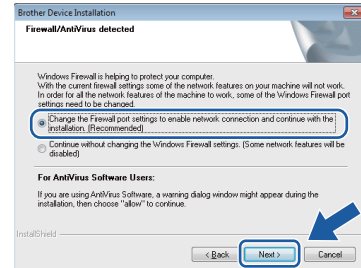 Brother Device Installation
Firewall/AntiVirus detected
Windows Firewall is helping to protect your computer.
With the current firewall settings some of the network features on your machine will not work.
In order for all the network features of the machine to work, some of the Windows Firewall port
settings need to be changed.
Change the Firewall port settings to enable network connection and continue with the
installation. (Recommended)
Continue without changing the Windows Firewall settings. (Some network features will be
disabled)
For AntiVirus Software Users:
If you are using AntiVirus Software, a warning dialog window might appear during the
installation, then choose "allow" to continue.
InstallShield
< Back Next > Cancel